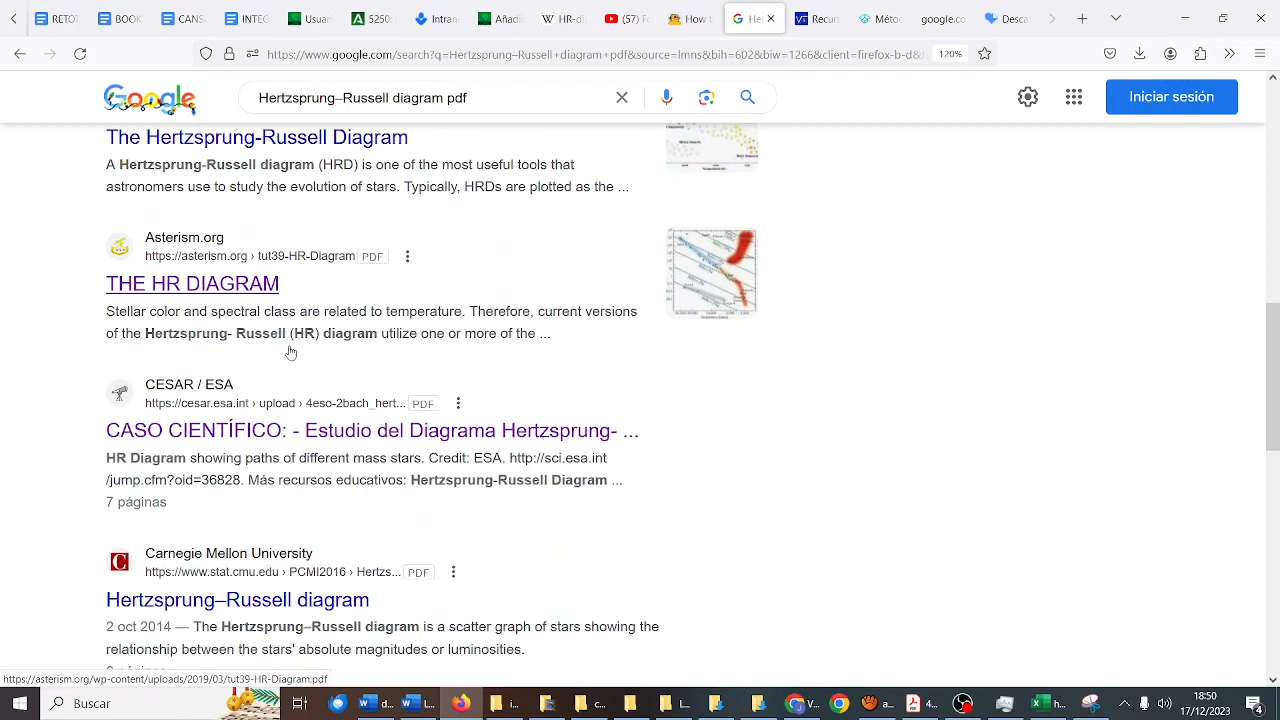 RETO
BOOK
CANS
INTE
Juann
S250
Intran
Añadi
HR-di
(57) Fo
How t
He
Recon
Google.co
Desca
https://www.google.com/search?q=Hertzsprung–Russell+diagram+pdf&source=lmns&bih=602&biw=1266&client=firefox-b-d&
120%
Google
Hertzsprung–Russell diagram pdf
Iniciar sesión
The Hertzsprung-Russell Diagram
A Hertzsprung-Russell diagram (HRD) is one of the most useful tools that
astronomers use to study the evolution of stars. Typically, HRDs are plotted as the ...
Asterism.org
https://asterism.org › tut39-HR-Diagram PDF
THE HR DIAGRAM
Stellar color and spectral class are related to each other. Therefore, current versions
of the Hertzsprung- Russell (HR) diagram utilize one or more of the ...
CESAR / ESA
https://cesar.esa.int › upload › 4eso-2bach_hert... PDF
CASO CIENTÍFICO: - Estudio del Diagrama Hertzsprung- ...
HR Diagram showing paths of different mass stars. Credit: ESA. http://sci.esa.int
/jump.cfm?oid=36828. Más recursos educativos: Hertzsprung-Russell Diagram ...
7 páginas
Carnegie Mellon University
https://www.stat.cmu.edu › PCMI2016 › Hertzs... PDF
Hertzsprung–Russell diagram
2 oct 2014 — The Hertzsprung–Russell diagram is a scatter graph of stars showing the
relationship between the stars' absolute magnitudes or luminosities.
https://asterism.org/wp-content/uploads/2019/03/tut39-HR-Diagram.pdf
Buscar
18:50
17/12/2023